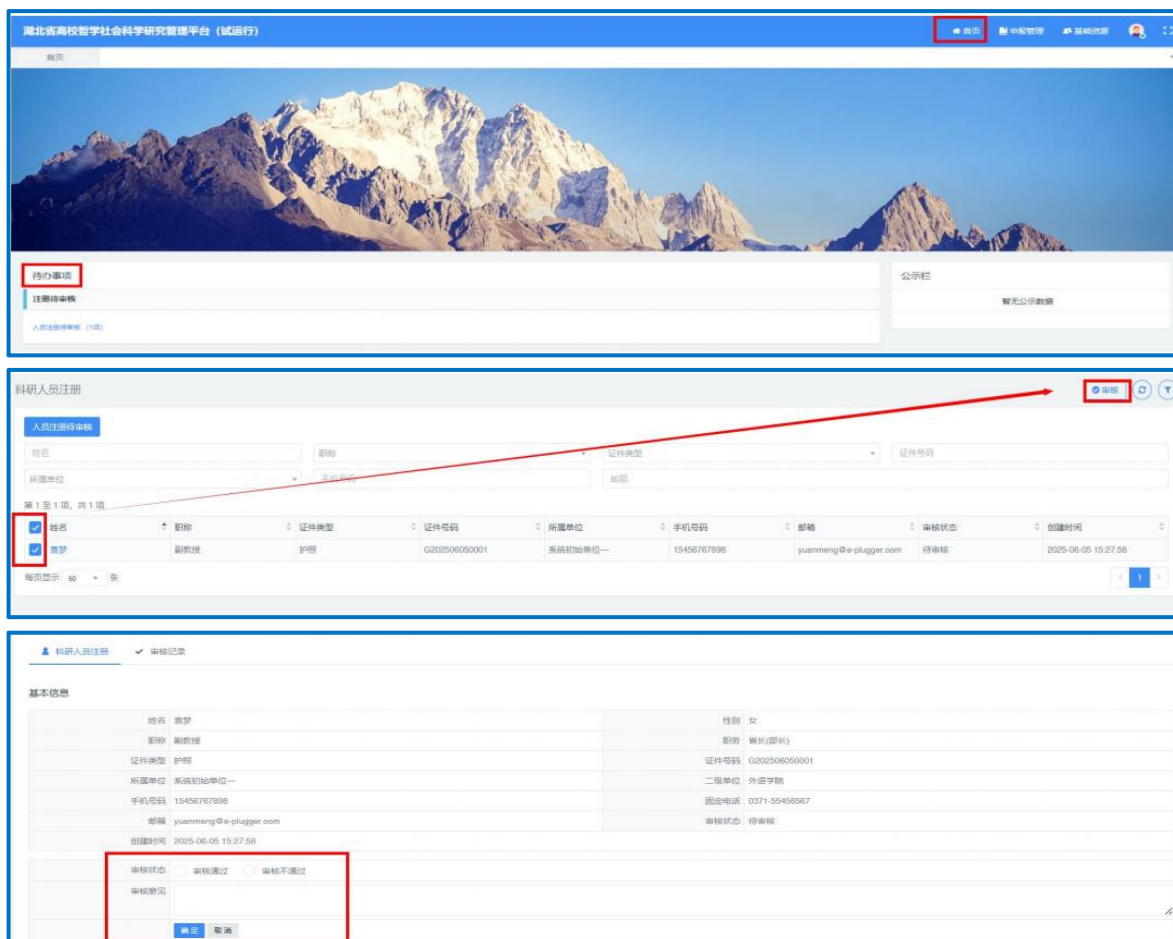 湖北省高校哲学社会科学研究管理平台（试运行） 首页 申报管理 基础资源
首页
待办事项 公示栏
注册待审核 暂无公示数据
人员注册待审核 (1项)
科研人员注册 审核
人员注册待审核
姓名 职称 证件类型 证件号码
所属单位 手机号码 邮箱
第 1 至 1 项, 共 1 项
姓名 职称 证件类型 证件号码 所属单位 手机号码 邮箱 审核状态 创建时间
袁梦 副教授 护照 G202506050001 系统初始单位一 15456767898 yuanmeng@e-plugger.com 待审核 2025-06-05 15:27:58
每页显示 50 条 1
科研人员注册 审核记录
基本信息
姓名 袁梦 性别 女
职称 副教授 职务 省长(部长)
证件类型 护照 证件号码 G202506050001
所属单位 系统初始单位一 二级单位 外语学院
手机号码 15456767898 固定电话 0371-55456567
邮箱 yuanmeng@e-plugger.com 审核状态 待审核
创建时间 2025-06-05 15:27:58
审核状态 审核通过 审核不通过
审核意见
确定 取消